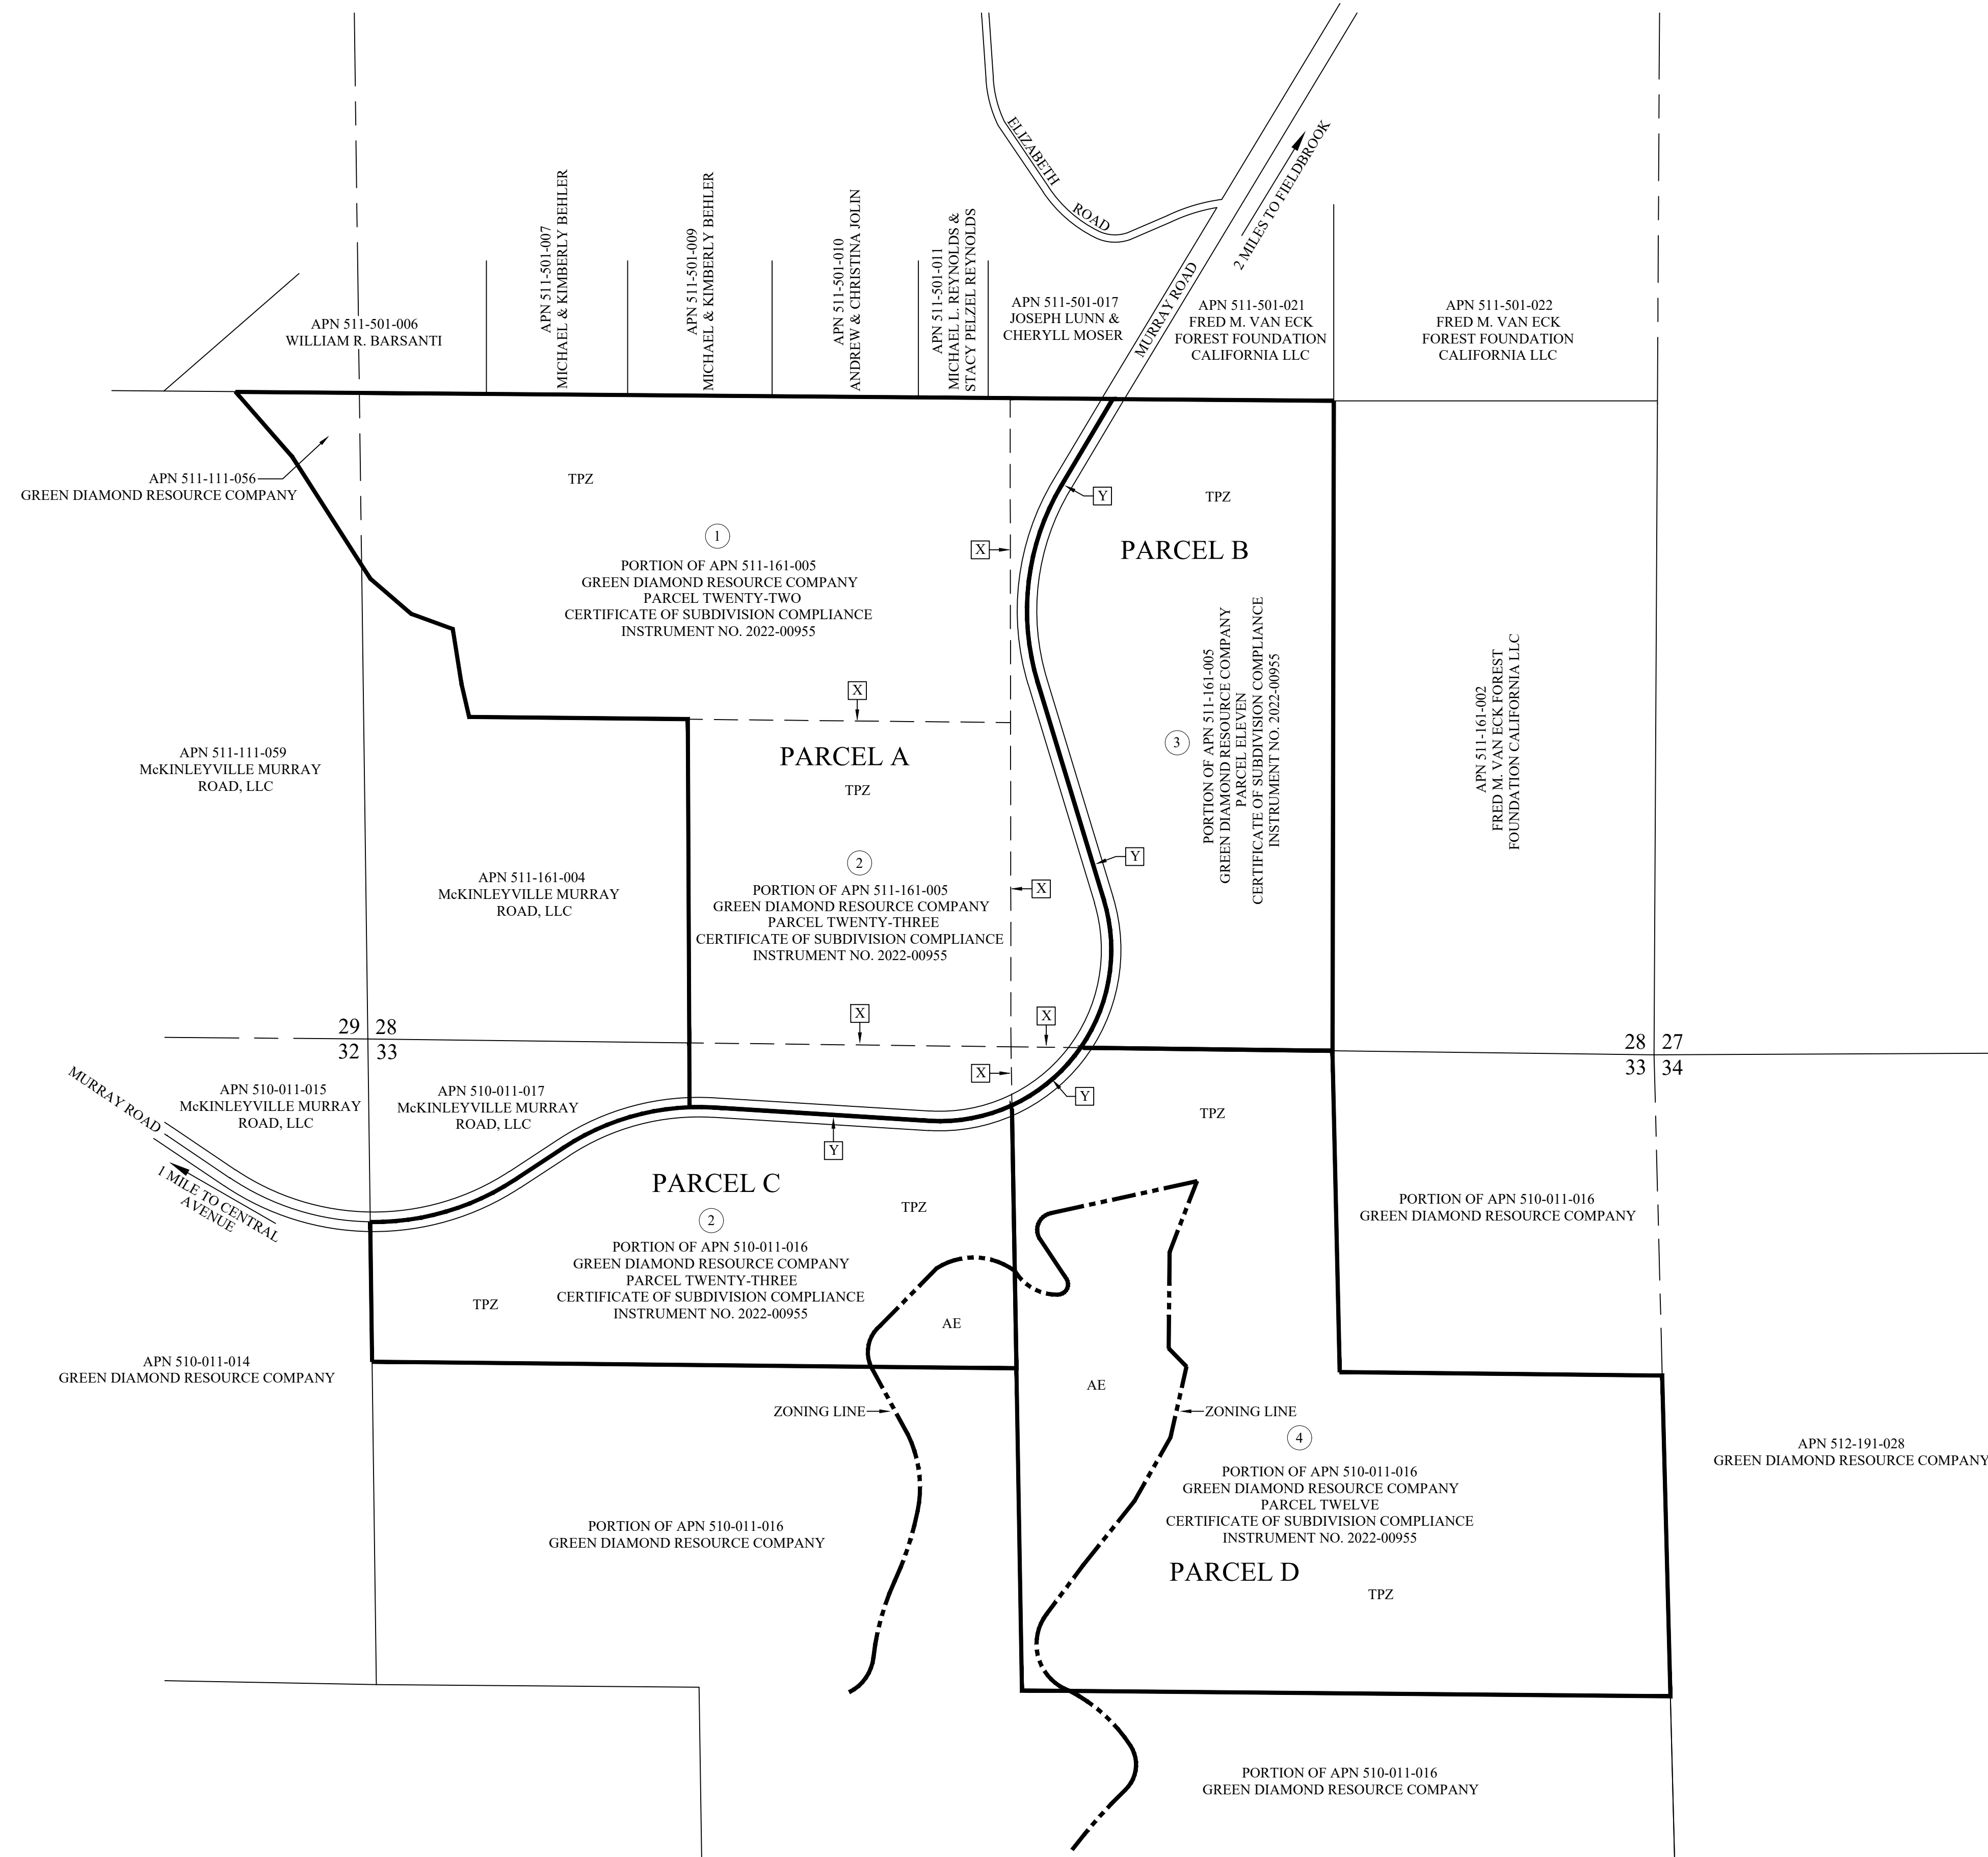 ELIZABETH
ROAD
2 MILES TO FIELDBROOK
MURRAY ROAD
APN 511-501-006
WILLIAM R. BARSANTI
APN 511-501-007
MICHAEL & KIMBERLY BEHLER
APN 511-501-009
MICHAEL & KIMBERLY BEHLER
APN 511-501-010
ANDREW & CHRISTINA JOLIN
APN 511-501-011
MICHAEL L. REYNOLDS &
STACY PELZEL REYNOLDS
APN 511-501-017
JOSEPH LUNN &
CHERYLL MOSER
APN 511-501-021
FRED M. VAN ECK
FOREST FOUNDATION
CALIFORNIA LLC
APN 511-501-022
FRED M. VAN ECK
FOREST FOUNDATION
CALIFORNIA LLC
APN 511-111-056
GREEN DIAMOND RESOURCE COMPANY
TPZ
1
PORTION OF APN 511-161-005
GREEN DIAMOND RESOURCE COMPANY
PARCEL TWENTY-TWO
CERTIFICATE OF SUBDIVISION COMPLIANCE
INSTRUMENT NO. 2022-00955
X
Y
TPZ
PARCEL B
3
PORTION OF APN 511-161-005
GREEN DIAMOND RESOURCE COMPANY
PARCEL ELEVEN
CERTIFICATE OF SUBDIVISION COMPLIANCE
INSTRUMENT NO. 2022-00955
APN 511-161-002
FRED M. VAN ECK FOREST
FOUNDATION CALIFORNIA LLC
X
PARCEL A
TPZ
APN 511-111-059
McKINLEYVILLE MURRAY
ROAD, LLC
APN 511-161-004
McKINLEYVILLE MURRAY
ROAD, LLC
2
PORTION OF APN 511-161-005
GREEN DIAMOND RESOURCE COMPANY
PARCEL TWENTY-THREE
CERTIFICATE OF SUBDIVISION COMPLIANCE
INSTRUMENT NO. 2022-00955
Y
X
X
X
29 28
32 33
28 27
33 34
MURRAY ROAD
1 MILE TO CENTRAL
AVENUE
APN 510-011-015
McKINLEYVILLE MURRAY
ROAD, LLC
APN 510-011-017
McKINLEYVILLE MURRAY
ROAD, LLC
X
Y
Y
TPZ
PARCEL C
TPZ
2
PORTION OF APN 510-011-016
GREEN DIAMOND RESOURCE COMPANY
PARCEL TWENTY-THREE
CERTIFICATE OF SUBDIVISION COMPLIANCE
INSTRUMENT NO. 2022-00955
TPZ
AE
PORTION OF APN 510-011-016
GREEN DIAMOND RESOURCE COMPANY
APN 510-011-014
GREEN DIAMOND RESOURCE COMPANY
AE
ZONING LINE
ZONING LINE
4
PORTION OF APN 510-011-016
GREEN DIAMOND RESOURCE COMPANY
PARCEL TWELVE
CERTIFICATE OF SUBDIVISION COMPLIANCE
INSTRUMENT NO. 2022-00955
PARCEL D
TPZ
APN 512-191-028
GREEN DIAMOND RESOURCE COMPANY
PORTION OF APN 510-011-016
GREEN DIAMOND RESOURCE COMPANY
PORTION OF APN 510-011-016
GREEN DIAMOND RESOURCE COMPANY